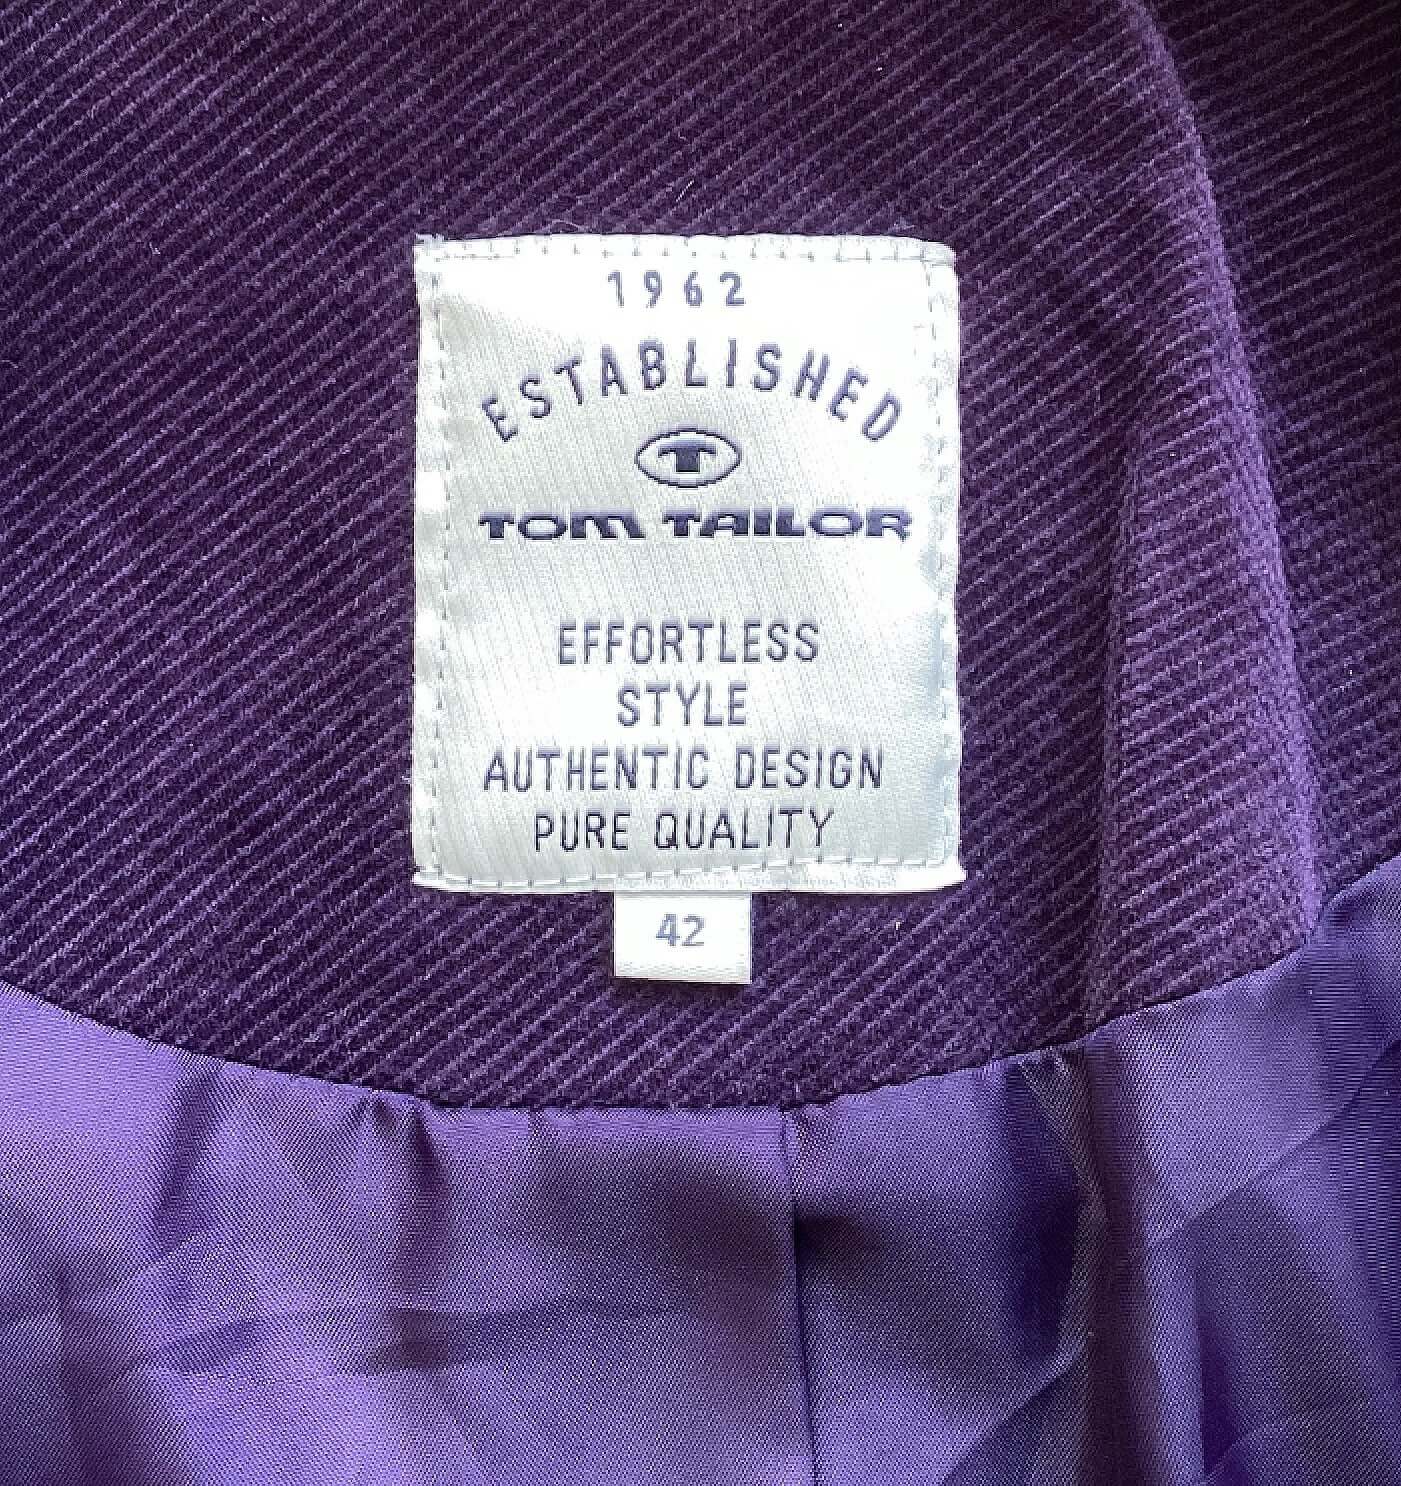 1962
ESTABLISHED
T
TOM TAILOR
EFFORTLESS
STYLE
AUTHENTIC DESIGN
PURE QUALITY
42